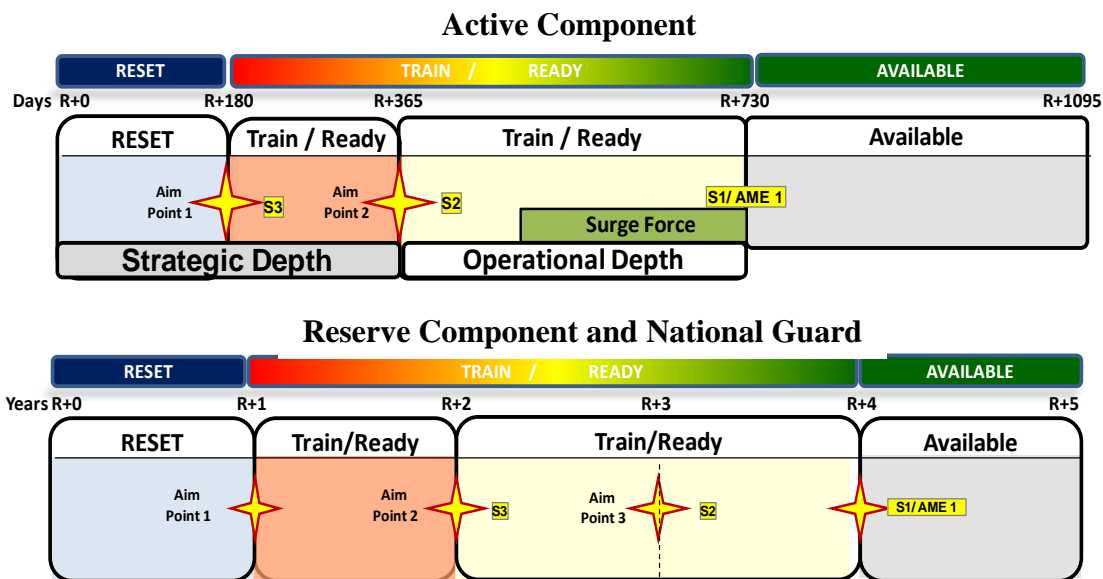 Active Component
RESET TRAIN / READY AVAILABLE
Days R+0 R+180 R+365 R+730 R+1095
RESET Train / Ready Train / Ready Available
Aim
Point 1
S3
Aim
Point 2
S2
S1/ AME 1
Surge Force
Strategic Depth Operational Depth
Reserve Component and National Guard
RESET TRAIN / READY AVAILABLE
Years R+0 R+1 R+2 R+3 R+4 R+5
RESET Train/Ready Train/Ready Available
Aim
Point 1
Aim
Point 2
S3
Aim
Point 3
S2
S1/ AME 1